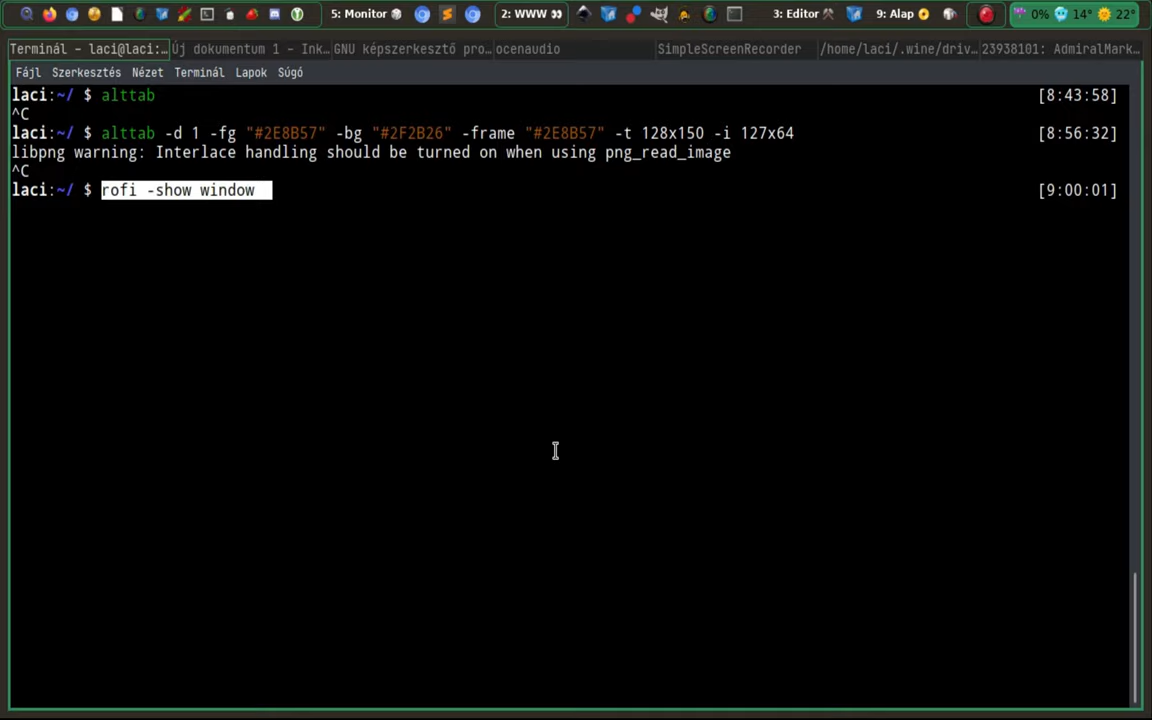 5: Monitor 2: WWW 3: Editor 9: Alap 0% 14° 22°
Terminál – laci@laci:... Új dokumentum 1 – Ink... GNU képszerkesztő pro... ocenaudio SimpleScreenRecorder /home/laci/.wine/driv... 23938101: AdmiralMark...
Fájl Szerkesztés Nézet Terminál Lapok Súgó
laci:~/ $ alttab [8:43:58]
^C
laci:~/ $ alttab -d 1 -fg "#2E8B57" -bg "#2F2B26" -frame "#2E8B57" -t 128x150 -i 127x64 [8:56:32]
libpng warning: Interlace handling should be turned on when using png_read_image
^C
laci:~/ $ rofi -show window [9:00:01]